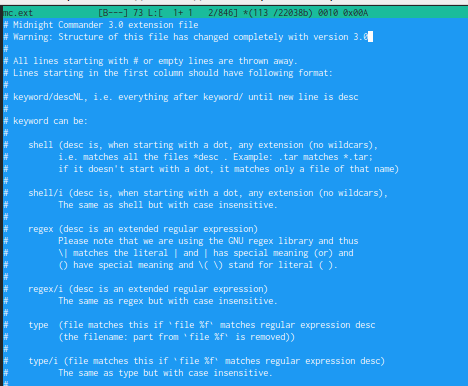 mc.ext [B---] 73 L:[ 1+ 1 2/846] *(113 /22038b) 0010 0x00A
# Midnight Commander 3.0 extension file
# Warning: Structure of this file has changed completely with version 3.0
#
# All lines starting with # or empty lines are thrown away.
# Lines starting in the first column should have following format:
#
# keyword/descNL, i.e. everything after keyword/ until new line is desc
#
# keyword can be:
#
# shell (desc is, when starting with a dot, any extension (no wildcars),
# i.e. matches all the files *desc . Example: .tar matches *.tar;
# if it doesn't start with a dot, it matches only a file of that name)
#
# shell/i (desc is, when starting with a dot, any extension (no wildcars),
# The same as shell but with case insensitive.
#
# regex (desc is an extended regular expression)
# Please note that we are using the GNU regex library and thus
# \| matches the literal | and | has special meaning (or) and
# () have special meaning and \( \) stand for literal ( ).
#
# regex/i (desc is an extended regular expression)
# The same as regex but with case insensitive.
#
# type (file matches this if `file %f` matches regular expression desc
# (the filename: part from `file %f` is removed))
#
# type/i (file matches this if `file %f` matches regular expression desc)
# The same as type but with case insensitive.
#